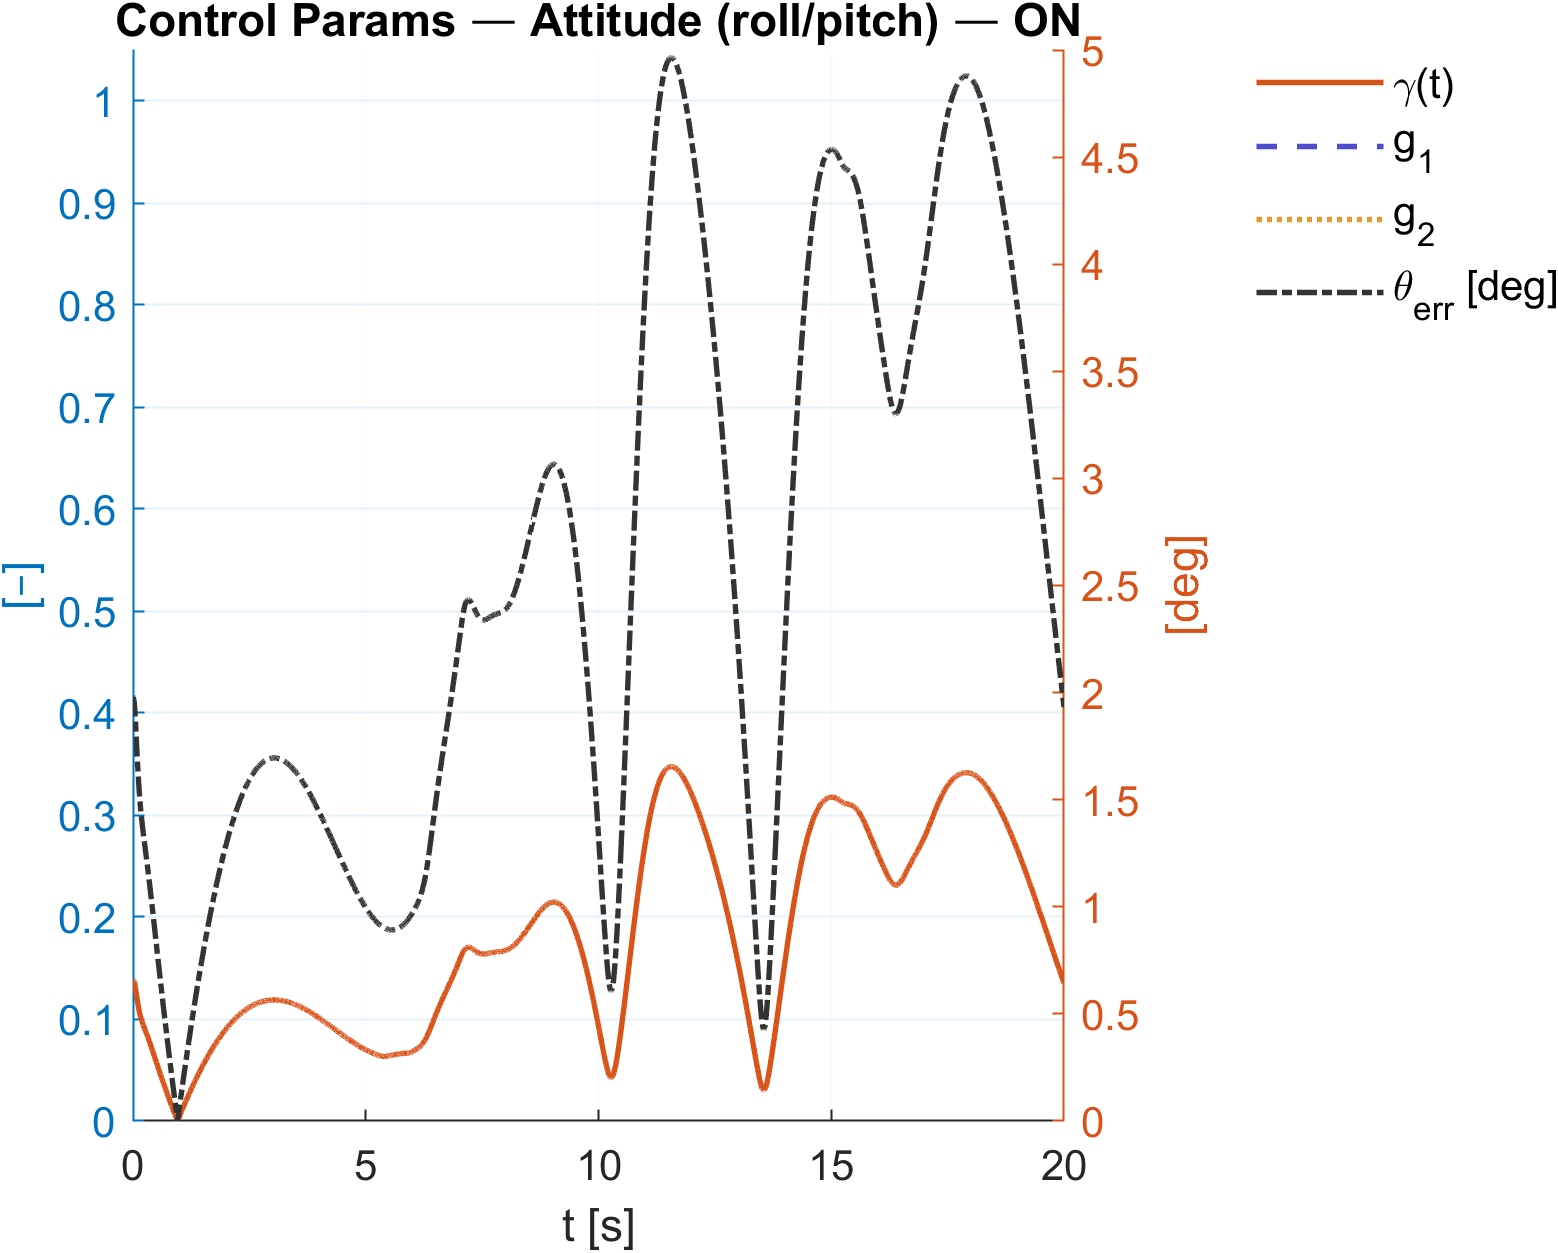 Control Params — Attitude (roll/pitch) — ON
1
0.9
0.8
0.7
0.6
0.5
0.4
0.3
0.2
0.1
0
[−]
5
4.5
4
3.5
3
2.5
2
1.5
1
0.5
0
[deg]
0 5 10 15 20
t [s]
γ(t)
g1
g2
θerr [deg]